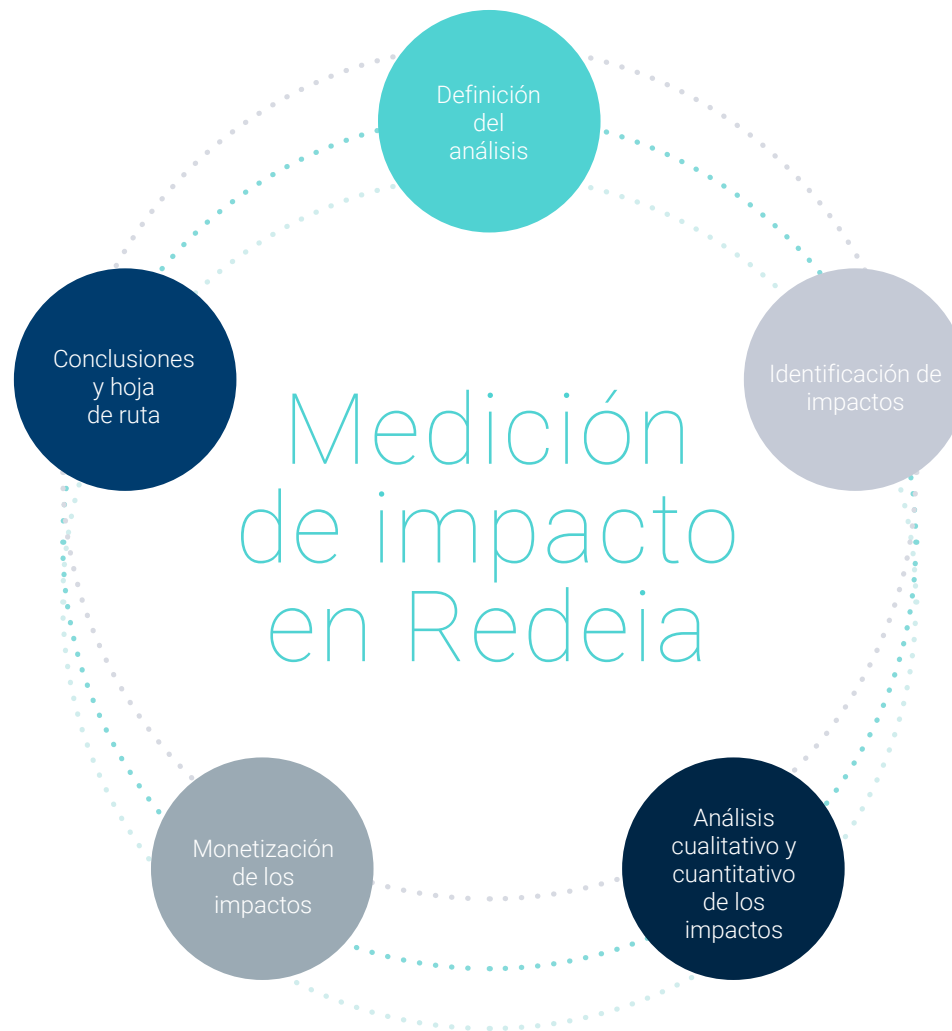 Definición
del
análisis
Identificación de
impactos
Análisis
cualitativo y
cuantitativo
de los
impactos
Monetización
de los
impactos
Conclusiones
y hoja
de ruta
Medición
de impacto
en Redeia